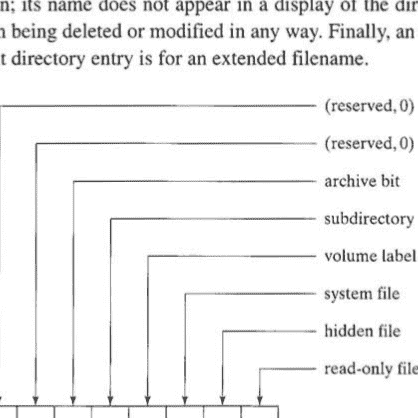 n; its name does not appear in a display of the dir
n being deleted or modified in any way. Finally, an
t directory entry is for an extended filename.
(reserved, 0)
(reserved, 0)
archive bit
subdirectory
volume label
system file
hidden file
read-only file